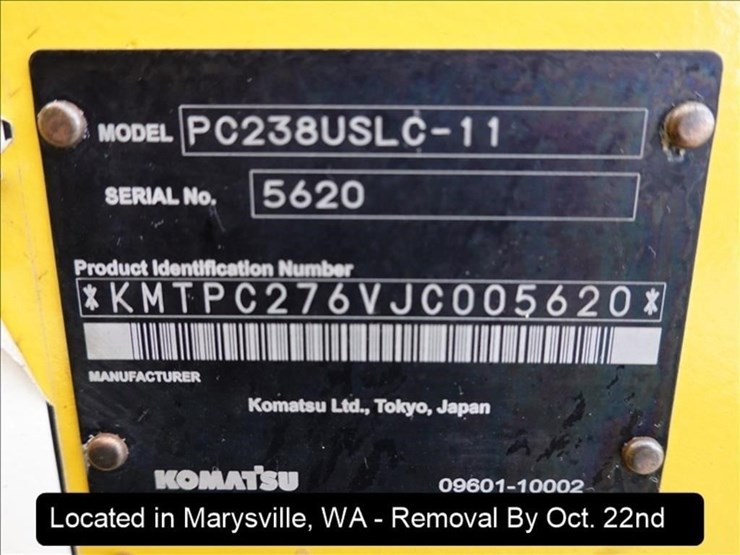 MODEL PC238USLC-11
SERIAL No. 5620
Product Identification Number
*KMTPC276VJC005620*
MANUFACTURER
Komatsu Ltd., Tokyo, Japan
KOMATSU 09601-10002
Located in Marysville, WA - Removal By Oct. 22nd